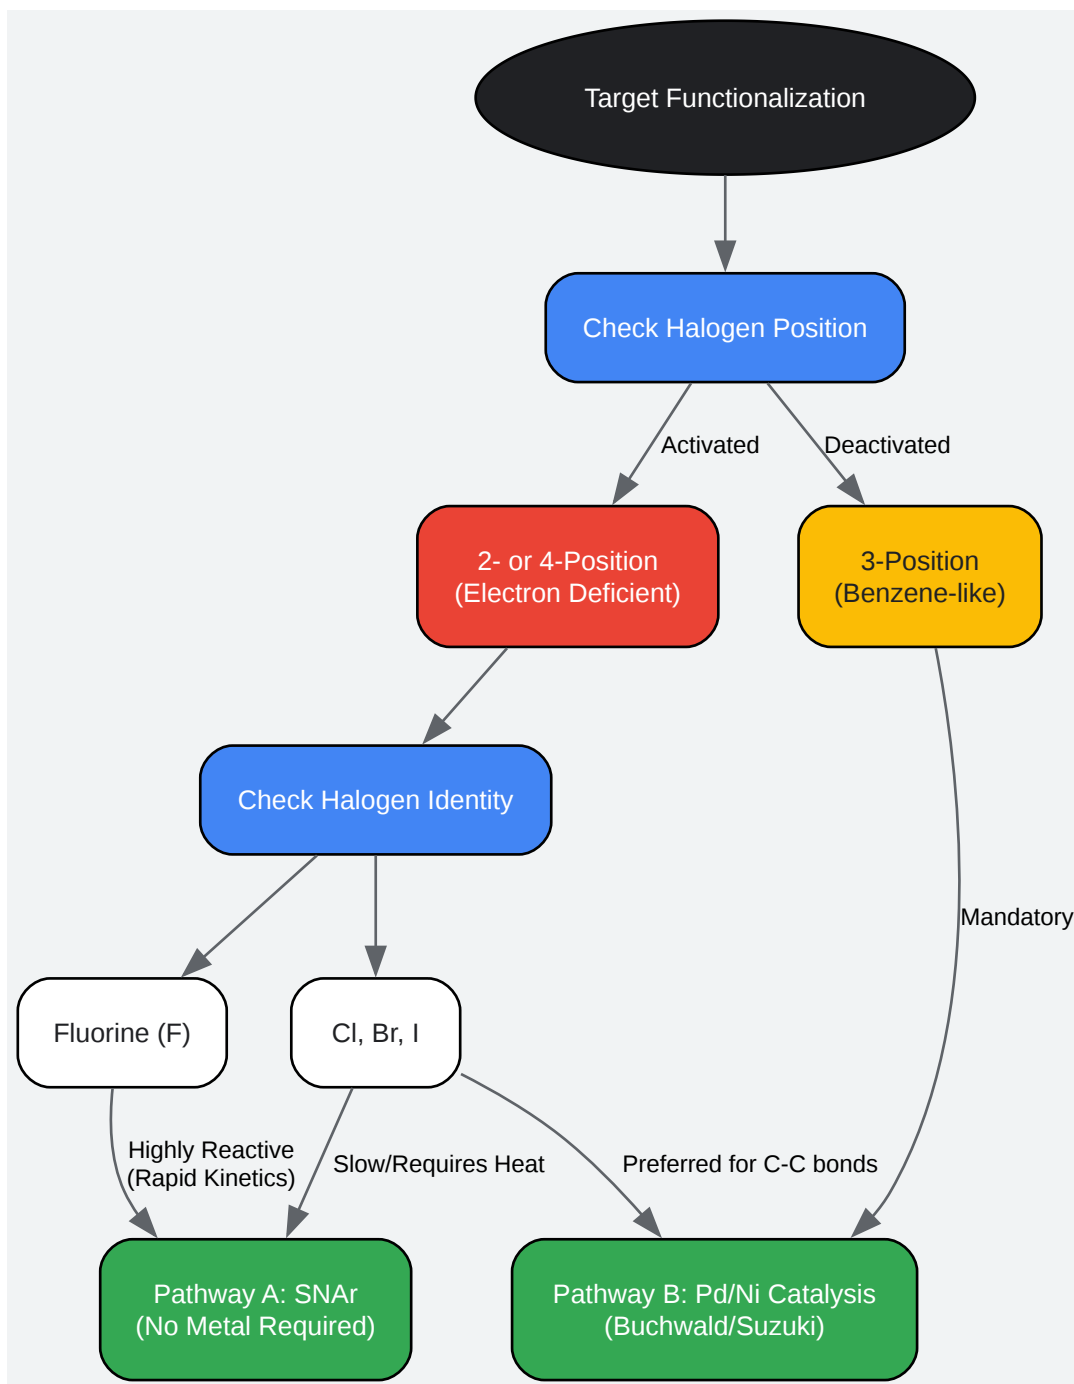 Target Functionalization
Check Halogen Position
Activated
Deactivated
2- or 4-Position
(Electron Deficient)
3-Position
(Benzene-like)
Check Halogen Identity
Mandatory
Fluorine (F)
Cl, Br, I
Highly Reactive
(Rapid Kinetics)
Slow/Requires Heat
Preferred for C-C bonds
Pathway A: SNAr
(No Metal Required)
Pathway B: Pd/Ni Catalysis
(Buchwald/Suzuki)